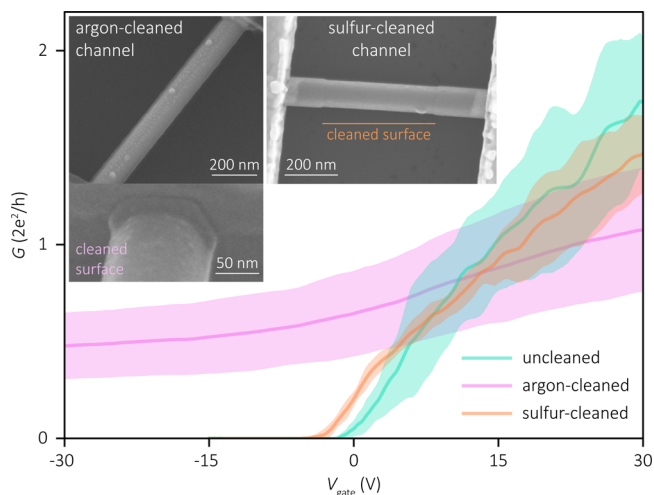 argon-cleaned
channel
200 nm
cleaned
surface
50 nm
sulfur-cleaned
channel
cleaned surface
200 nm
G (2e²/h)
2
1
0
-30
-15
0
15
30
V_gate (V)
uncleaned
argon-cleaned
sulfur-cleaned